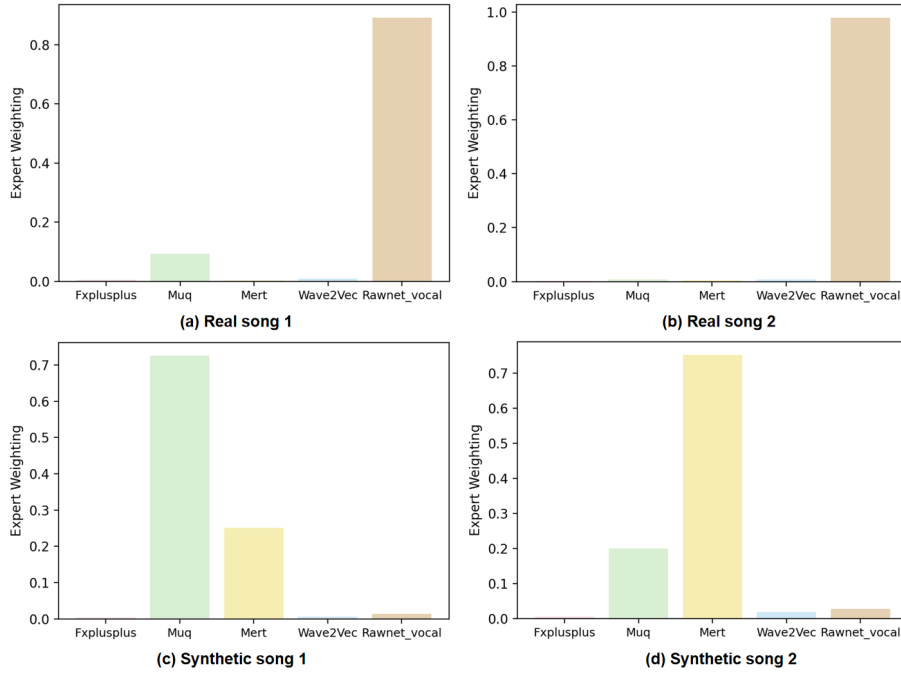 Expert Weighting
0.8
0.6
0.4
0.2
0.0
Fxplusplus Muq Mert Wave2Vec Rawnet_vocal
(a) Real song 1
Expert Weighting
1.0
0.8
0.6
0.4
0.2
0.0
Fxplusplus Muq Mert Wave2Vec Rawnet_vocal
(b) Real song 2
Expert Weighting
0.7
0.6
0.5
0.4
0.3
0.2
0.1
0.0
Fxplusplus Muq Mert Wave2Vec Rawnet_vocal
(c) Synthetic song 1
Expert Weighting
0.7
0.6
0.5
0.4
0.3
0.2
0.1
0.0
Fxplusplus Muq Mert Wave2Vec Rawnet_vocal
(d) Synthetic song 2